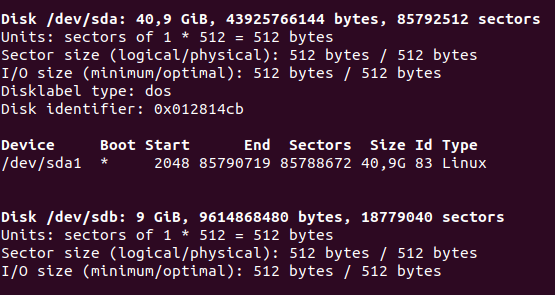 Disk /dev/sda: 40,9 GiB, 43925766144 bytes, 85792512 sectors
Units: sectors of 1 * 512 = 512 bytes
Sector size (logical/physical): 512 bytes / 512 bytes
I/O size (minimum/optimal): 512 bytes / 512 bytes
Disklabel type: dos
Disk identifier: 0x012814cb
Device     Boot Start      End  Sectors  Size Id Type
/dev/sda1  *     2048 85790719 85788672 40,9G 83 Linux
Disk /dev/sdb: 9 GiB, 9614868480 bytes, 18779040 sectors
Units: sectors of 1 * 512 = 512 bytes
Sector size (logical/physical): 512 bytes / 512 bytes
I/O size (minimum/optimal): 512 bytes / 512 bytes